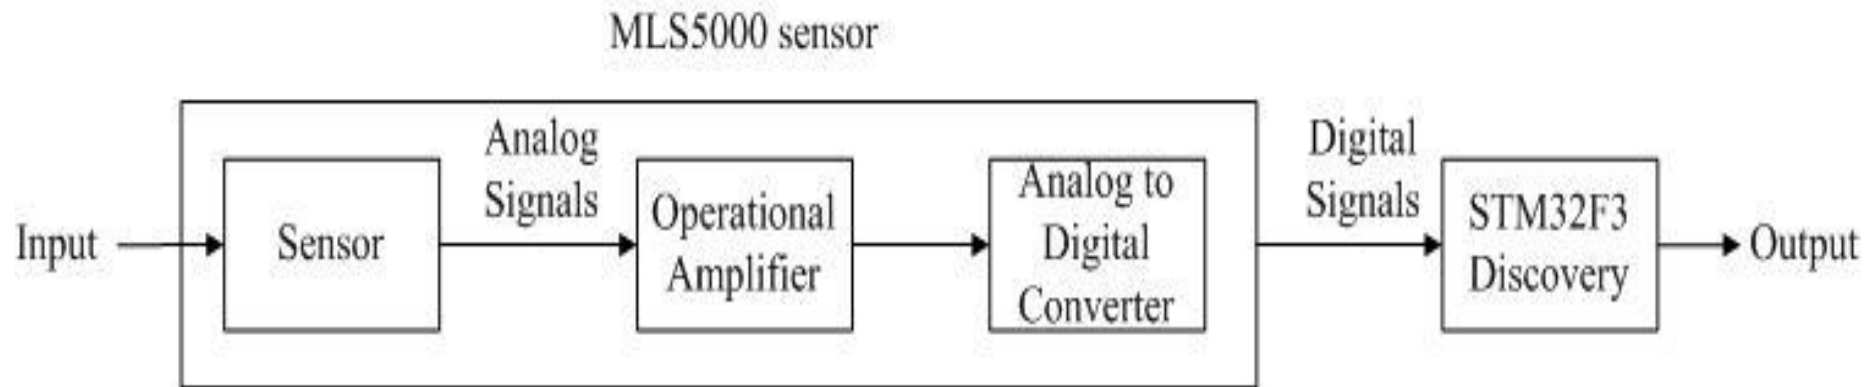 MLS5000 sensor
Input
Sensor
Analog
Signals
Operational
Amplifier
Analog to
Digital
Converter
Digital
Signals
STM32F3
Discovery
Output